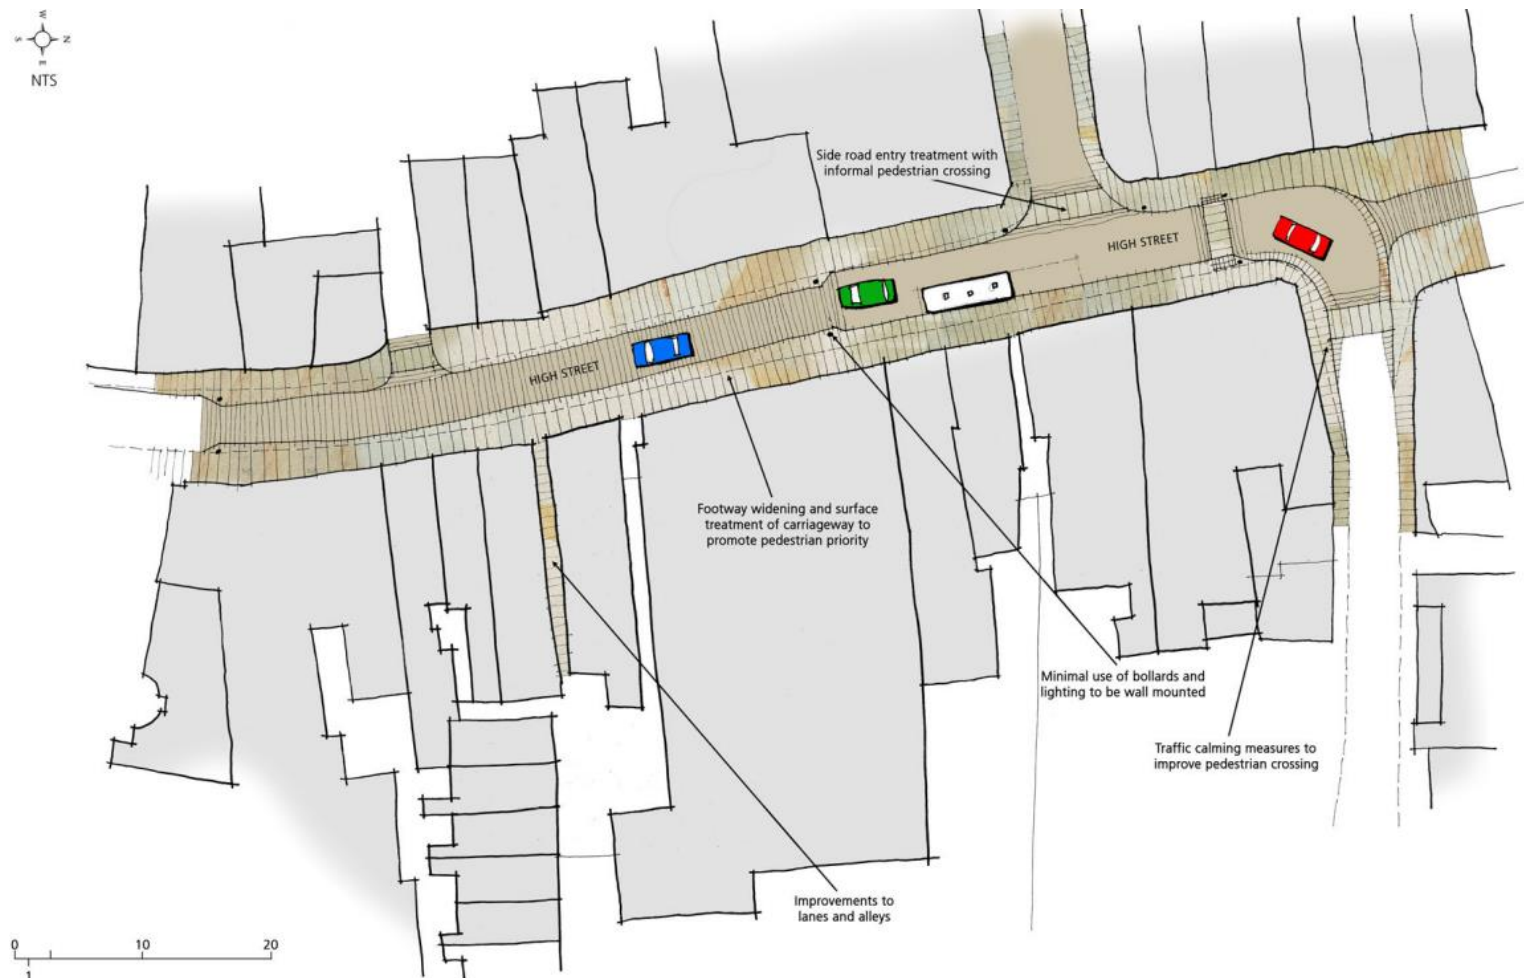 W
S
N
E
NTS
Side road entry treatment with
informal pedestrian crossing
HIGH STREET
HIGH STREET
Footway widening and surface
treatment of carriageway to
promote pedestrian priority
Minimal use of bollards and
lighting to be wall mounted
Traffic calming measures to
improve pedestrian crossing
Improvements to
lanes and alleys
0 10 20
1